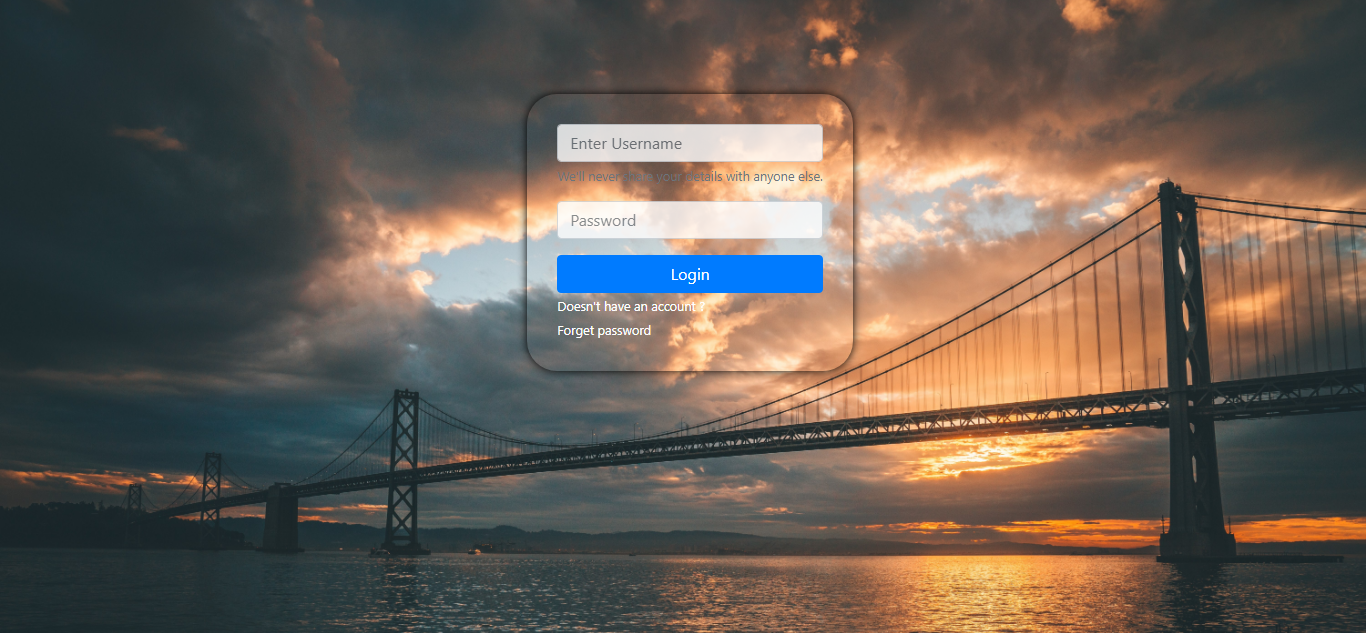 Enter Username
We'll never share your details with anyone else.
Password
Login
Doesn't have an account ?
Forget password